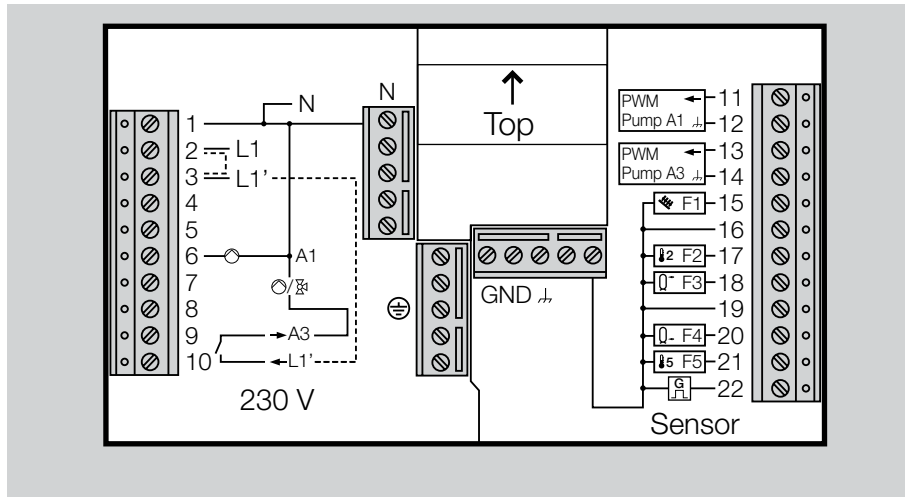 N
N
1
2 L1
3 L1'
4
5
6 A1
7
8
9 A3
10 L1'
230 V
Top
GND
PWM
Pump A1
11
12
PWM
Pump A3
13
14
F1 15
16
2 F2 17
F3 18
19
F4 20
5 F5 21
G 22
Sensor